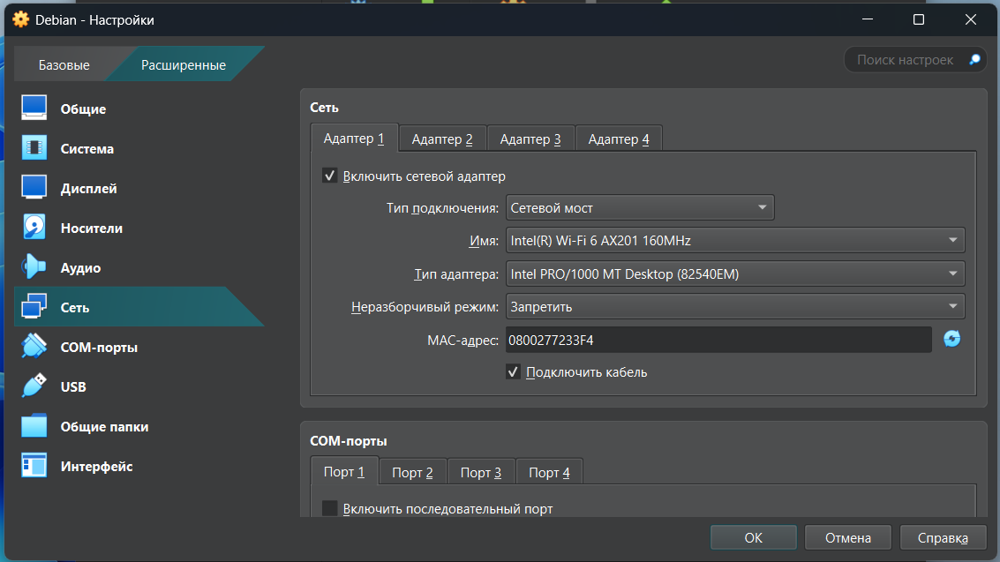 Debian - Настройки
Базовые
Расширенные
Поиск настроек
Общие
Система
Дисплей
Носители
Аудио
Сеть
COM-порты
USB
Общие папки
Интерфейс
Сеть
Адаптер 1
Адаптер 2
Адаптер 3
Адаптер 4
Включить сетевой адаптер
Тип подключения: Сетевой мост
Имя: Intel(R) Wi-Fi 6 AX201 160MHz
Тип адаптера: Intel PRO/1000 MT Desktop (82540EM)
Неразборчивый режим: Запретить
MAC-адрес: 0800277233F4
Подключить кабель
COM-порты
Порт 1
Порт 2
Порт 3
Порт 4
Включить последовательный порт
OK
Отмена
Справка